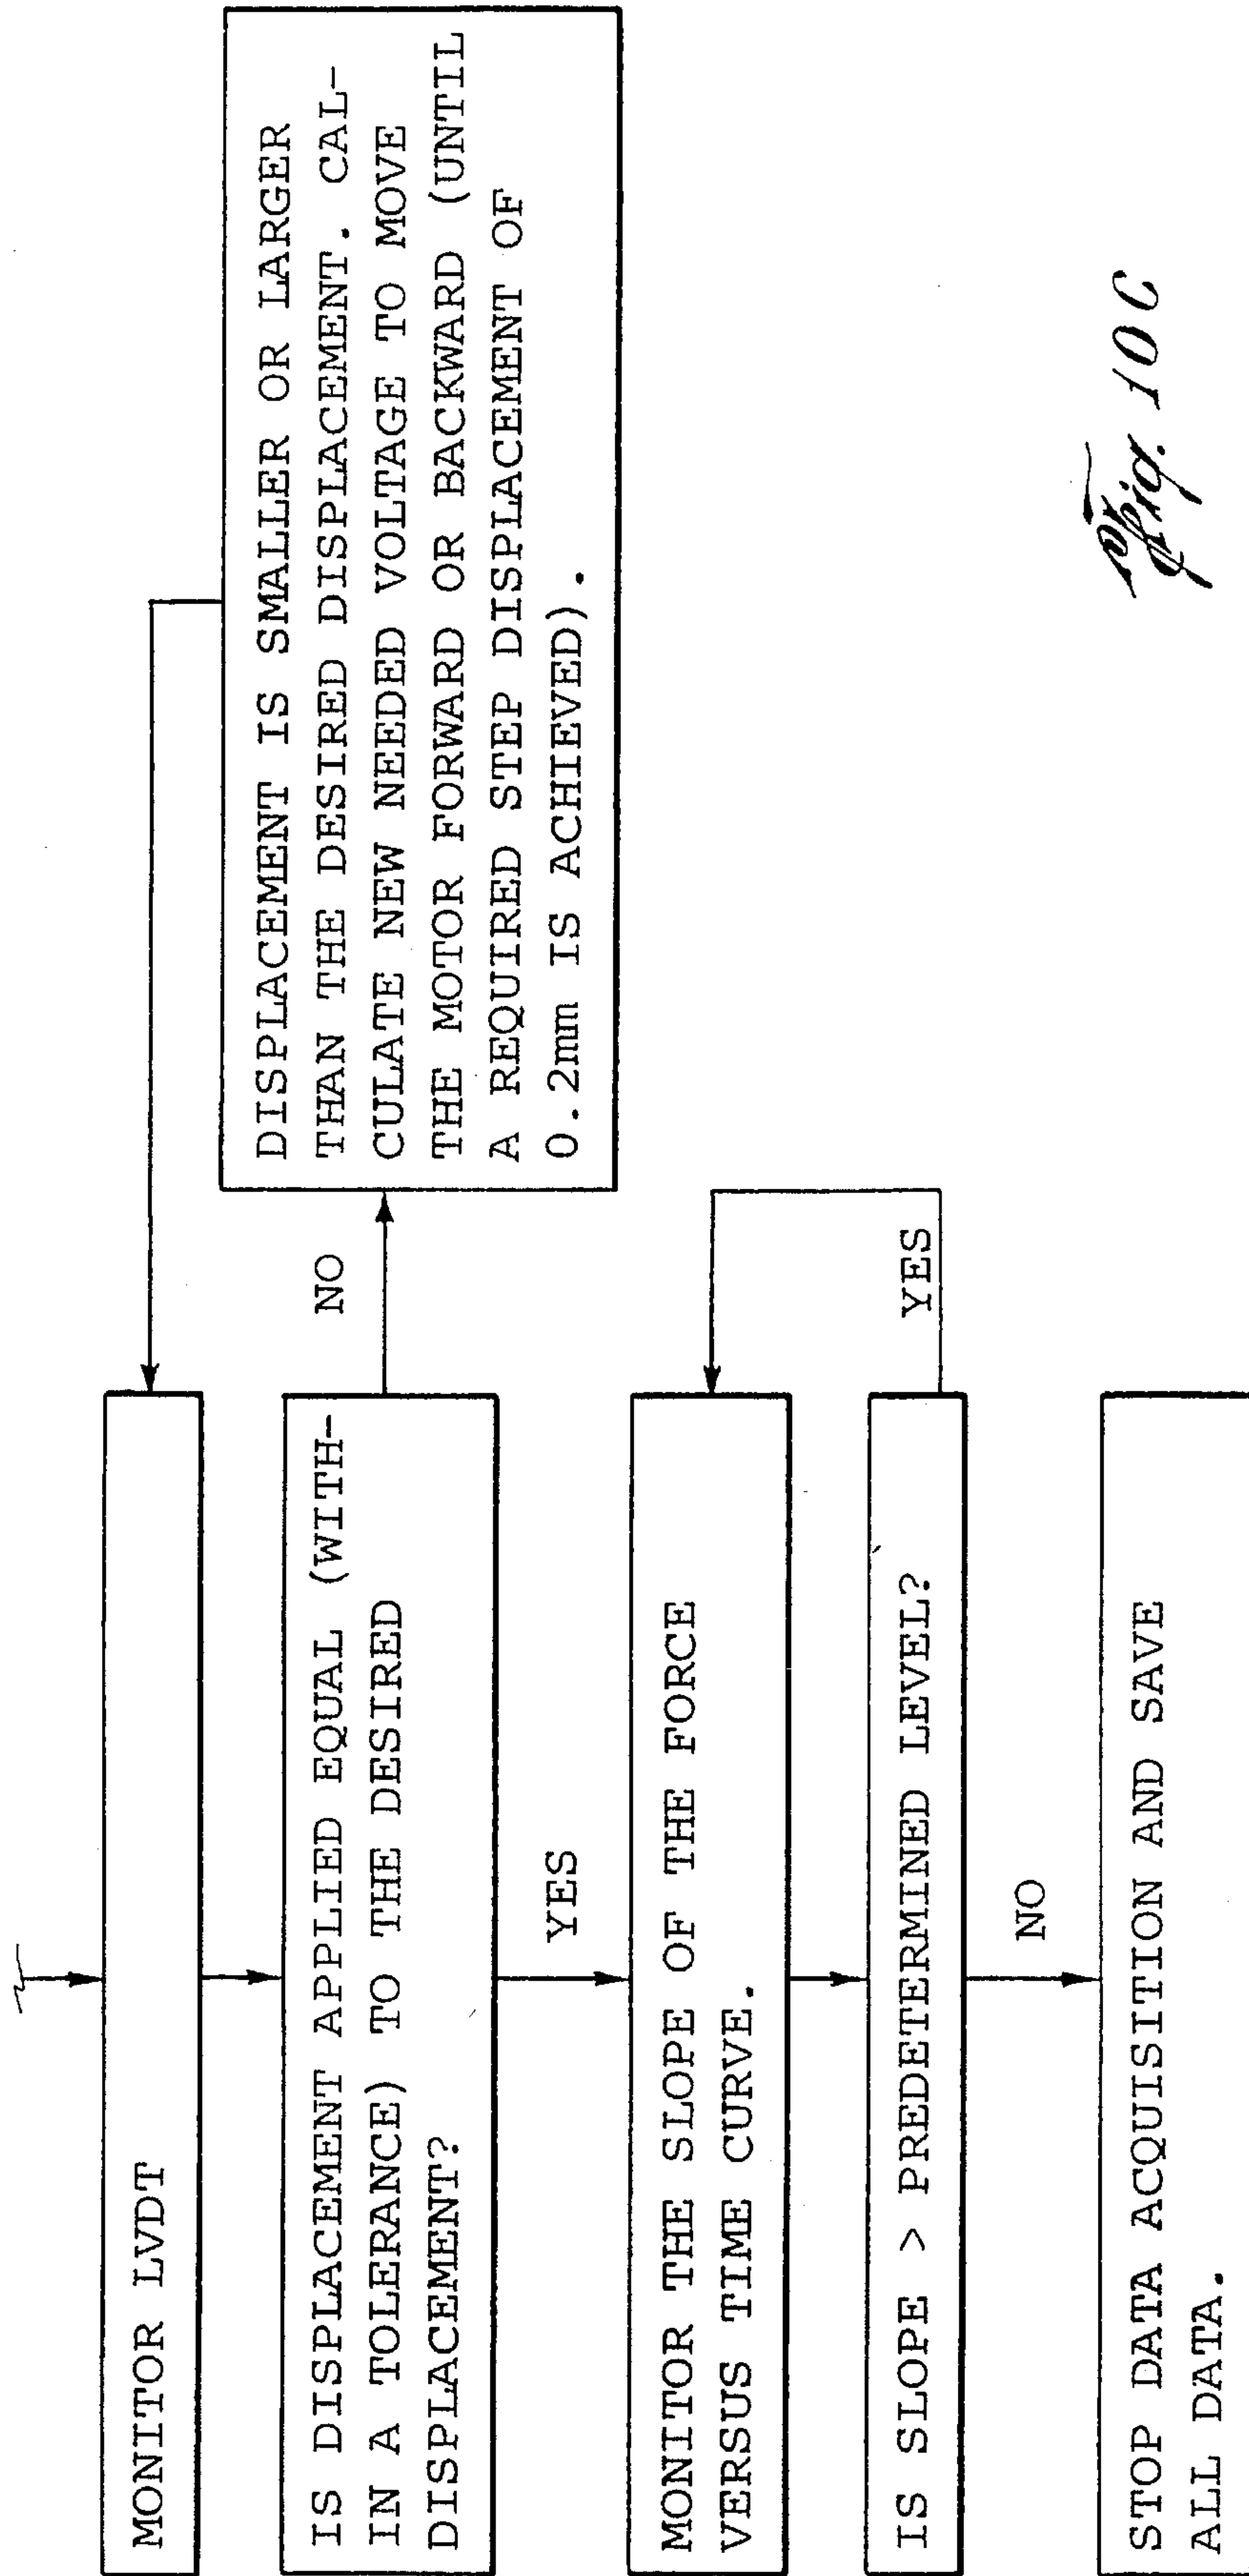 MONITOR LVDT
IS DISPLACEMENT APPLIED EQUAL (WITH-
IN A TOLERANCE) TO THE DESIRED
DISPLACEMENT?
NO
DISPLACEMENT IS SMALLER OR LARGER
THAN THE DESIRED DISPLACEMENT. CAL-
CULATE NEW NEEDED VOLTAGE TO MOVE
THE MOTOR FORWARD OR BACKWARD (UNTIL
A REQUIRED STEP DISPLACEMENT OF
0.2mm IS ACHIEVED).
YES
MONITOR THE SLOPE OF THE FORCE
VERSUS TIME CURVE.
IS SLOPE > PREDETERMINED LEVEL?
YES
NO
STOP DATA ACQUISITION AND SAVE
ALL DATA.
Fig. 10C